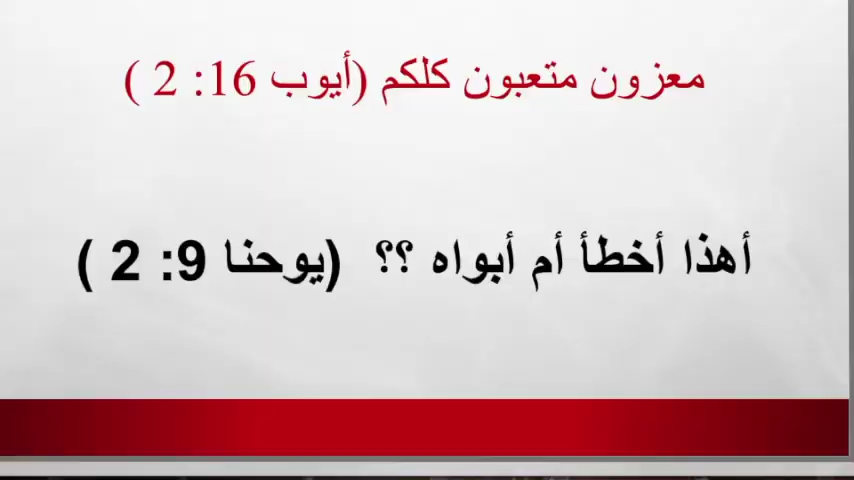 معزون متعبون كلكم (أيوب 16: 2 )
أهذا أخطأ أم أبواه ؟؟ (يوحنا 9: 2 )